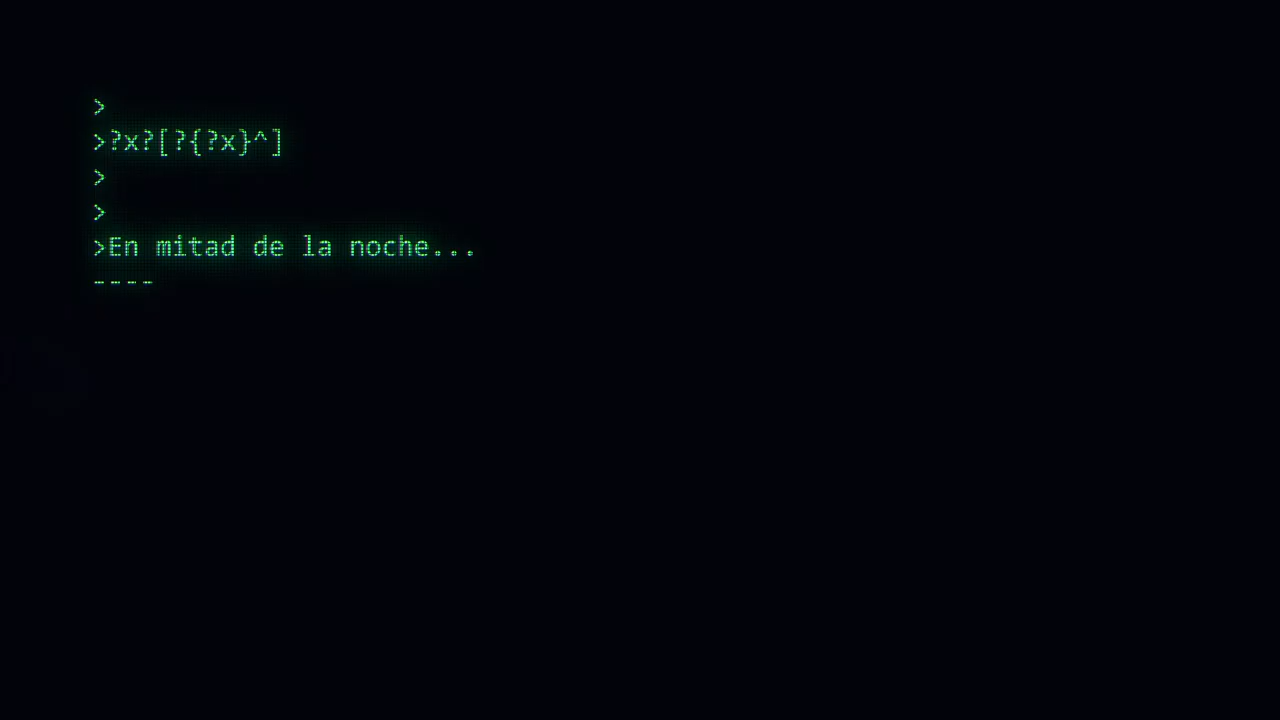 >
>?x?[?{?x}^]
>
>
>En mitad de la noche...
----